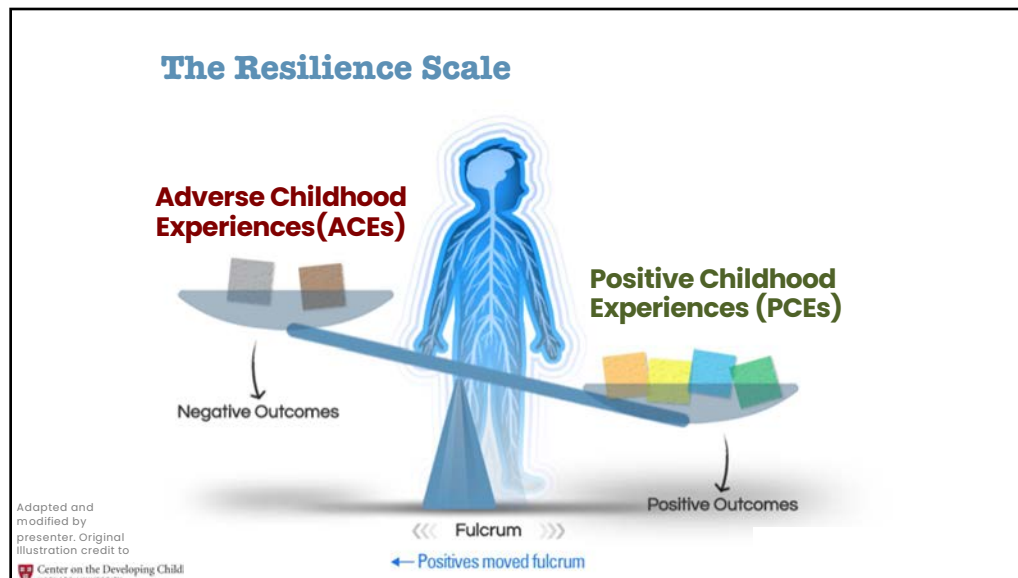 The Resilience Scale
Adverse Childhood
Experiences(ACEs)
Positive Childhood
Experiences (PCEs)
Negative Outcomes
Positive Outcomes
Fulcrum
Positives moved fulcrum
Adapted and
modified by
presenter. Original
Illustration credit to
Center on the Developing Child